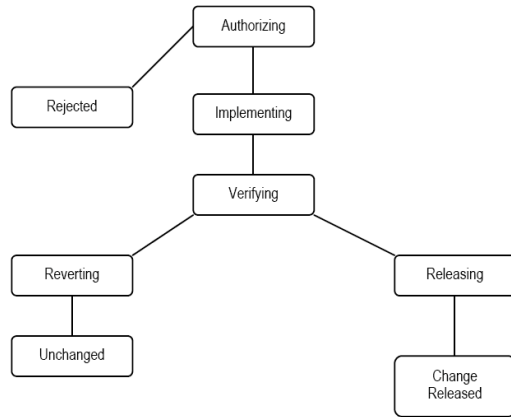 Authorizing
Rejected
Implementing
Verifying
Reverting
Releasing
Unchanged
Change
Released